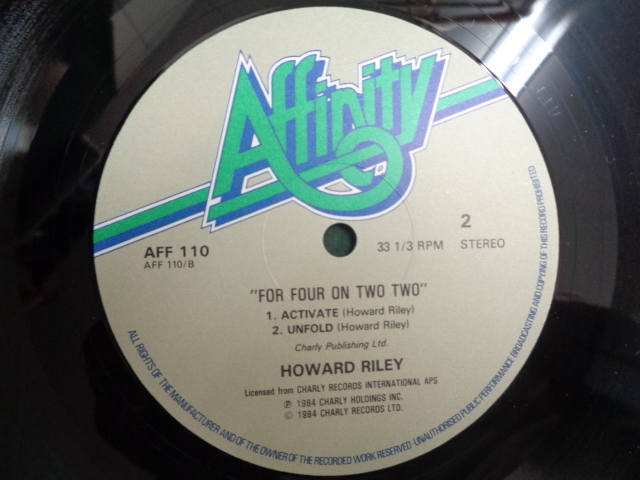 Affinity
AFF 110
AFF 110/B
33 1/3 RPM
2
STEREO
"FOR FOUR ON TWO TWO"
1. ACTIVATE (Howard Riley)
2. UNFOLD (Howard Riley)
Charly Publishing Ltd.
HOWARD RILEY
Licensed from CHARLY RECORDS INTERNATIONAL APS
℗ 1984 CHARLY HOLDINGS INC.
© 1984 CHARLY RECORDS LTD.
ALL RIGHTS OF THE MANUFACTURER AND OF THE OWNER OF THE RECORDED WORK RESERVED · UNAUTHORISED PUBLIC PERFORMANCE BROADCASTING AND COPYING OF THIS RECORD PROHIBITED